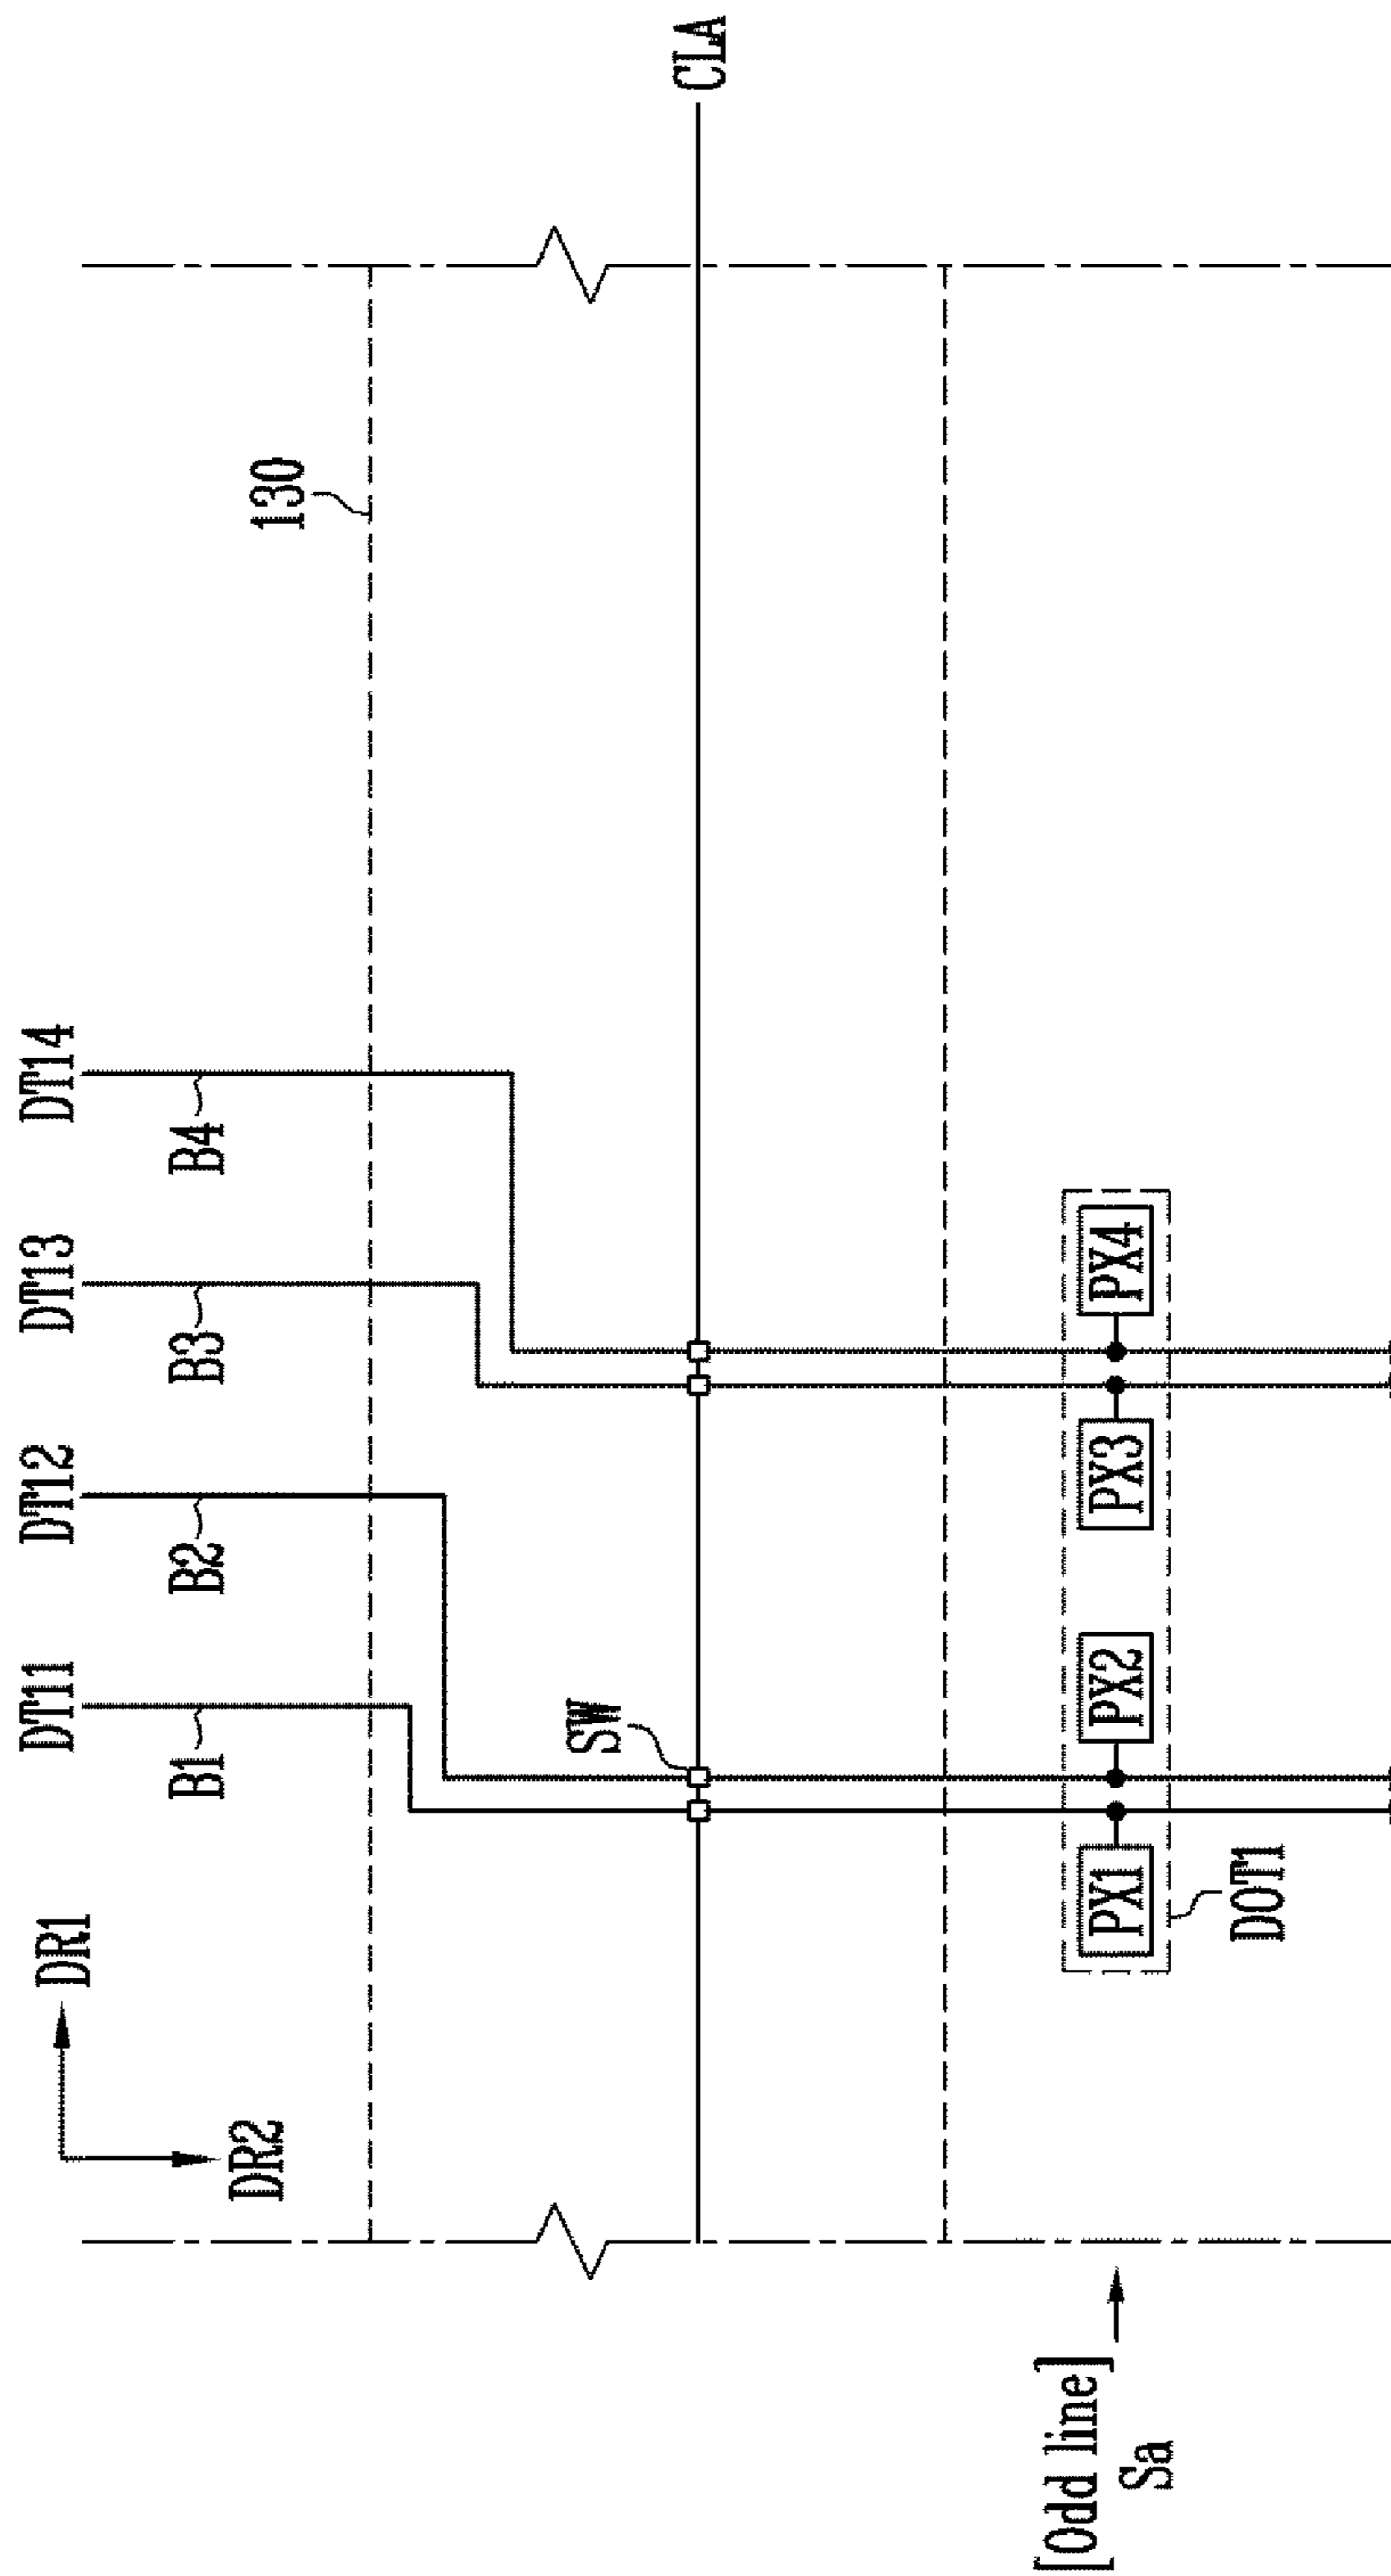 DR1
DR2
DT11
DT12
DT13
DT14
B1
B2
B3
B4
130
SW
CLA
[Odd line]
Sa
PX1
PX2
PX3
PX4
DOT1